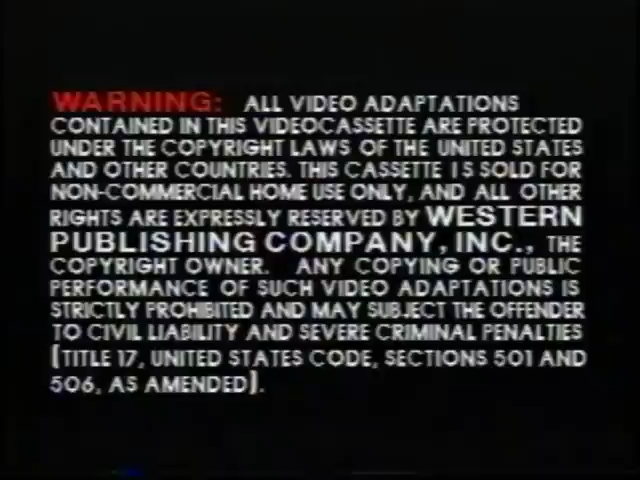 WARNING: ALL VIDEO ADAPTATIONS
CONTAINED IN THIS VIDEOCASSETTE ARE PROTECTED
UNDER THE COPYRIGHT LAWS OF THE UNITED STATES
AND OTHER COUNTRIES. THIS CASSETTE IS SOLD FOR
NON-COMMERCIAL HOME USE ONLY, AND ALL OTHER
RIGHTS ARE EXPRESSLY RESERVED BY WESTERN
PUBLISHING COMPANY, INC., THE
COPYRIGHT OWNER. ANY COPYING OR PUBLIC
PERFORMANCE OF SUCH VIDEO ADAPTATIONS IS
STRICTLY PROHIBITED AND MAY SUBJECT THE OFFENDER
TO CIVIL LIABILITY AND SEVERE CRIMINAL PENALTIES
(TITLE 17, UNITED STATES CODE, SECTIONS 501 AND
506, AS AMENDED).